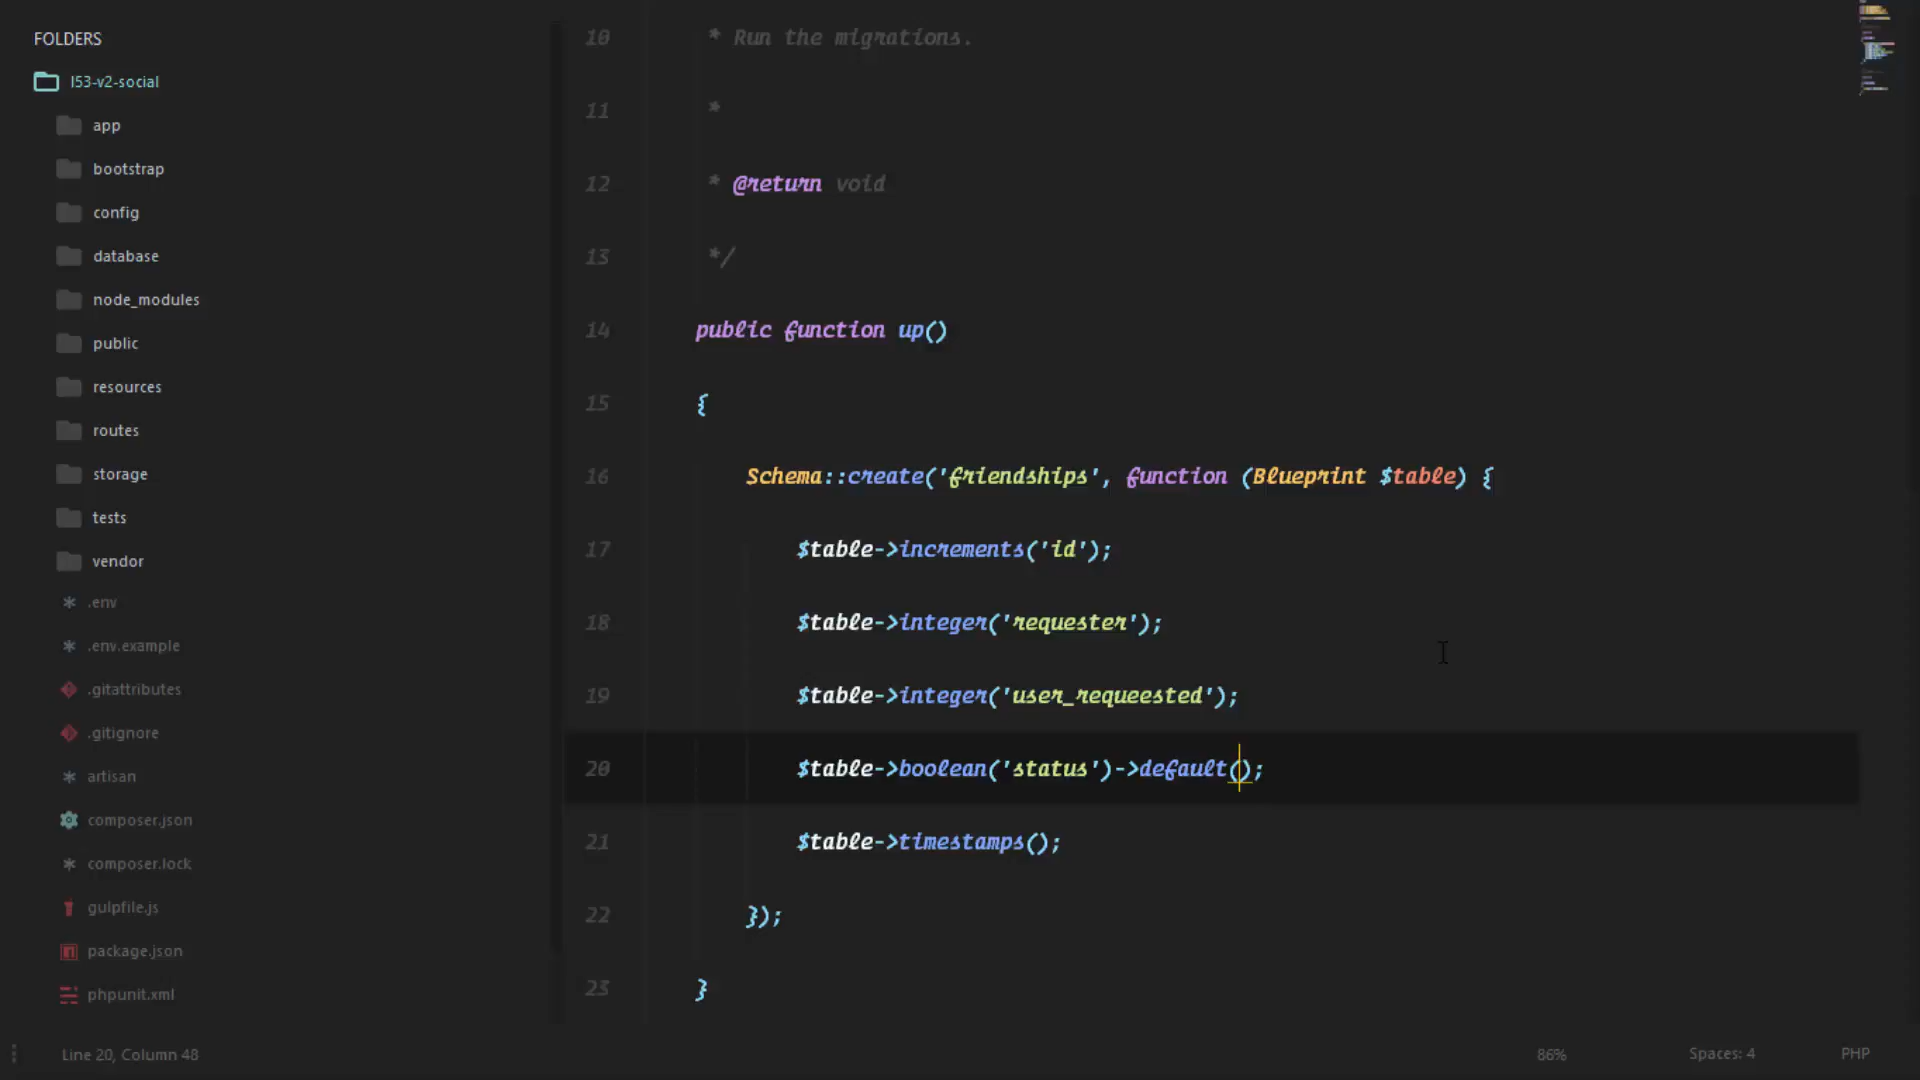 FOLDERS
l53-v2-social
app
bootstrap
config
database
node_modules
public
resources
routes
storage
tests
vendor
.env
.env.example
.gitattributes
.gitignore
artisan
composer.json
composer.lock
gulpfile.js
package.json
phpunit.xml
10 * Run the migrations.
11 *
12 * @return void
13 */
14 public function up()
15 {
16 Schema::create('friendships', function (Blueprint $table) {
17 $table->increments('id');
18 $table->integer('requester');
19 $table->integer('user_requeested');
20 $table->boolean('status')->default();
21 $table->timestamps();
22 });
23 }
Line 20, Column 48
86%
Spaces: 4
PHP